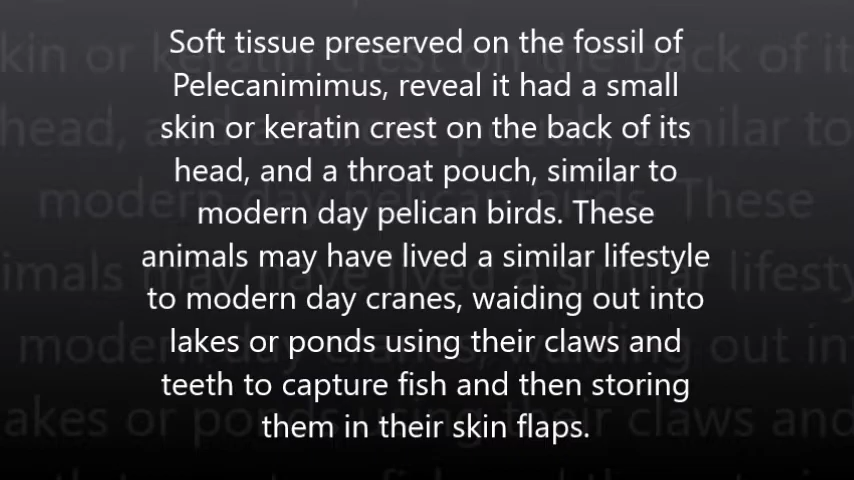 Soft tissue preserved on the fossil of
Pelecanimimus, reveal it had a small
skin or keratin crest on the back of its
head, and a throat pouch, similar to
modern day pelican birds. These
animals may have lived a similar lifestyle
to modern day cranes, waiding out into
lakes or ponds using their claws and
teeth to capture fish and then storing
them in their skin flaps.